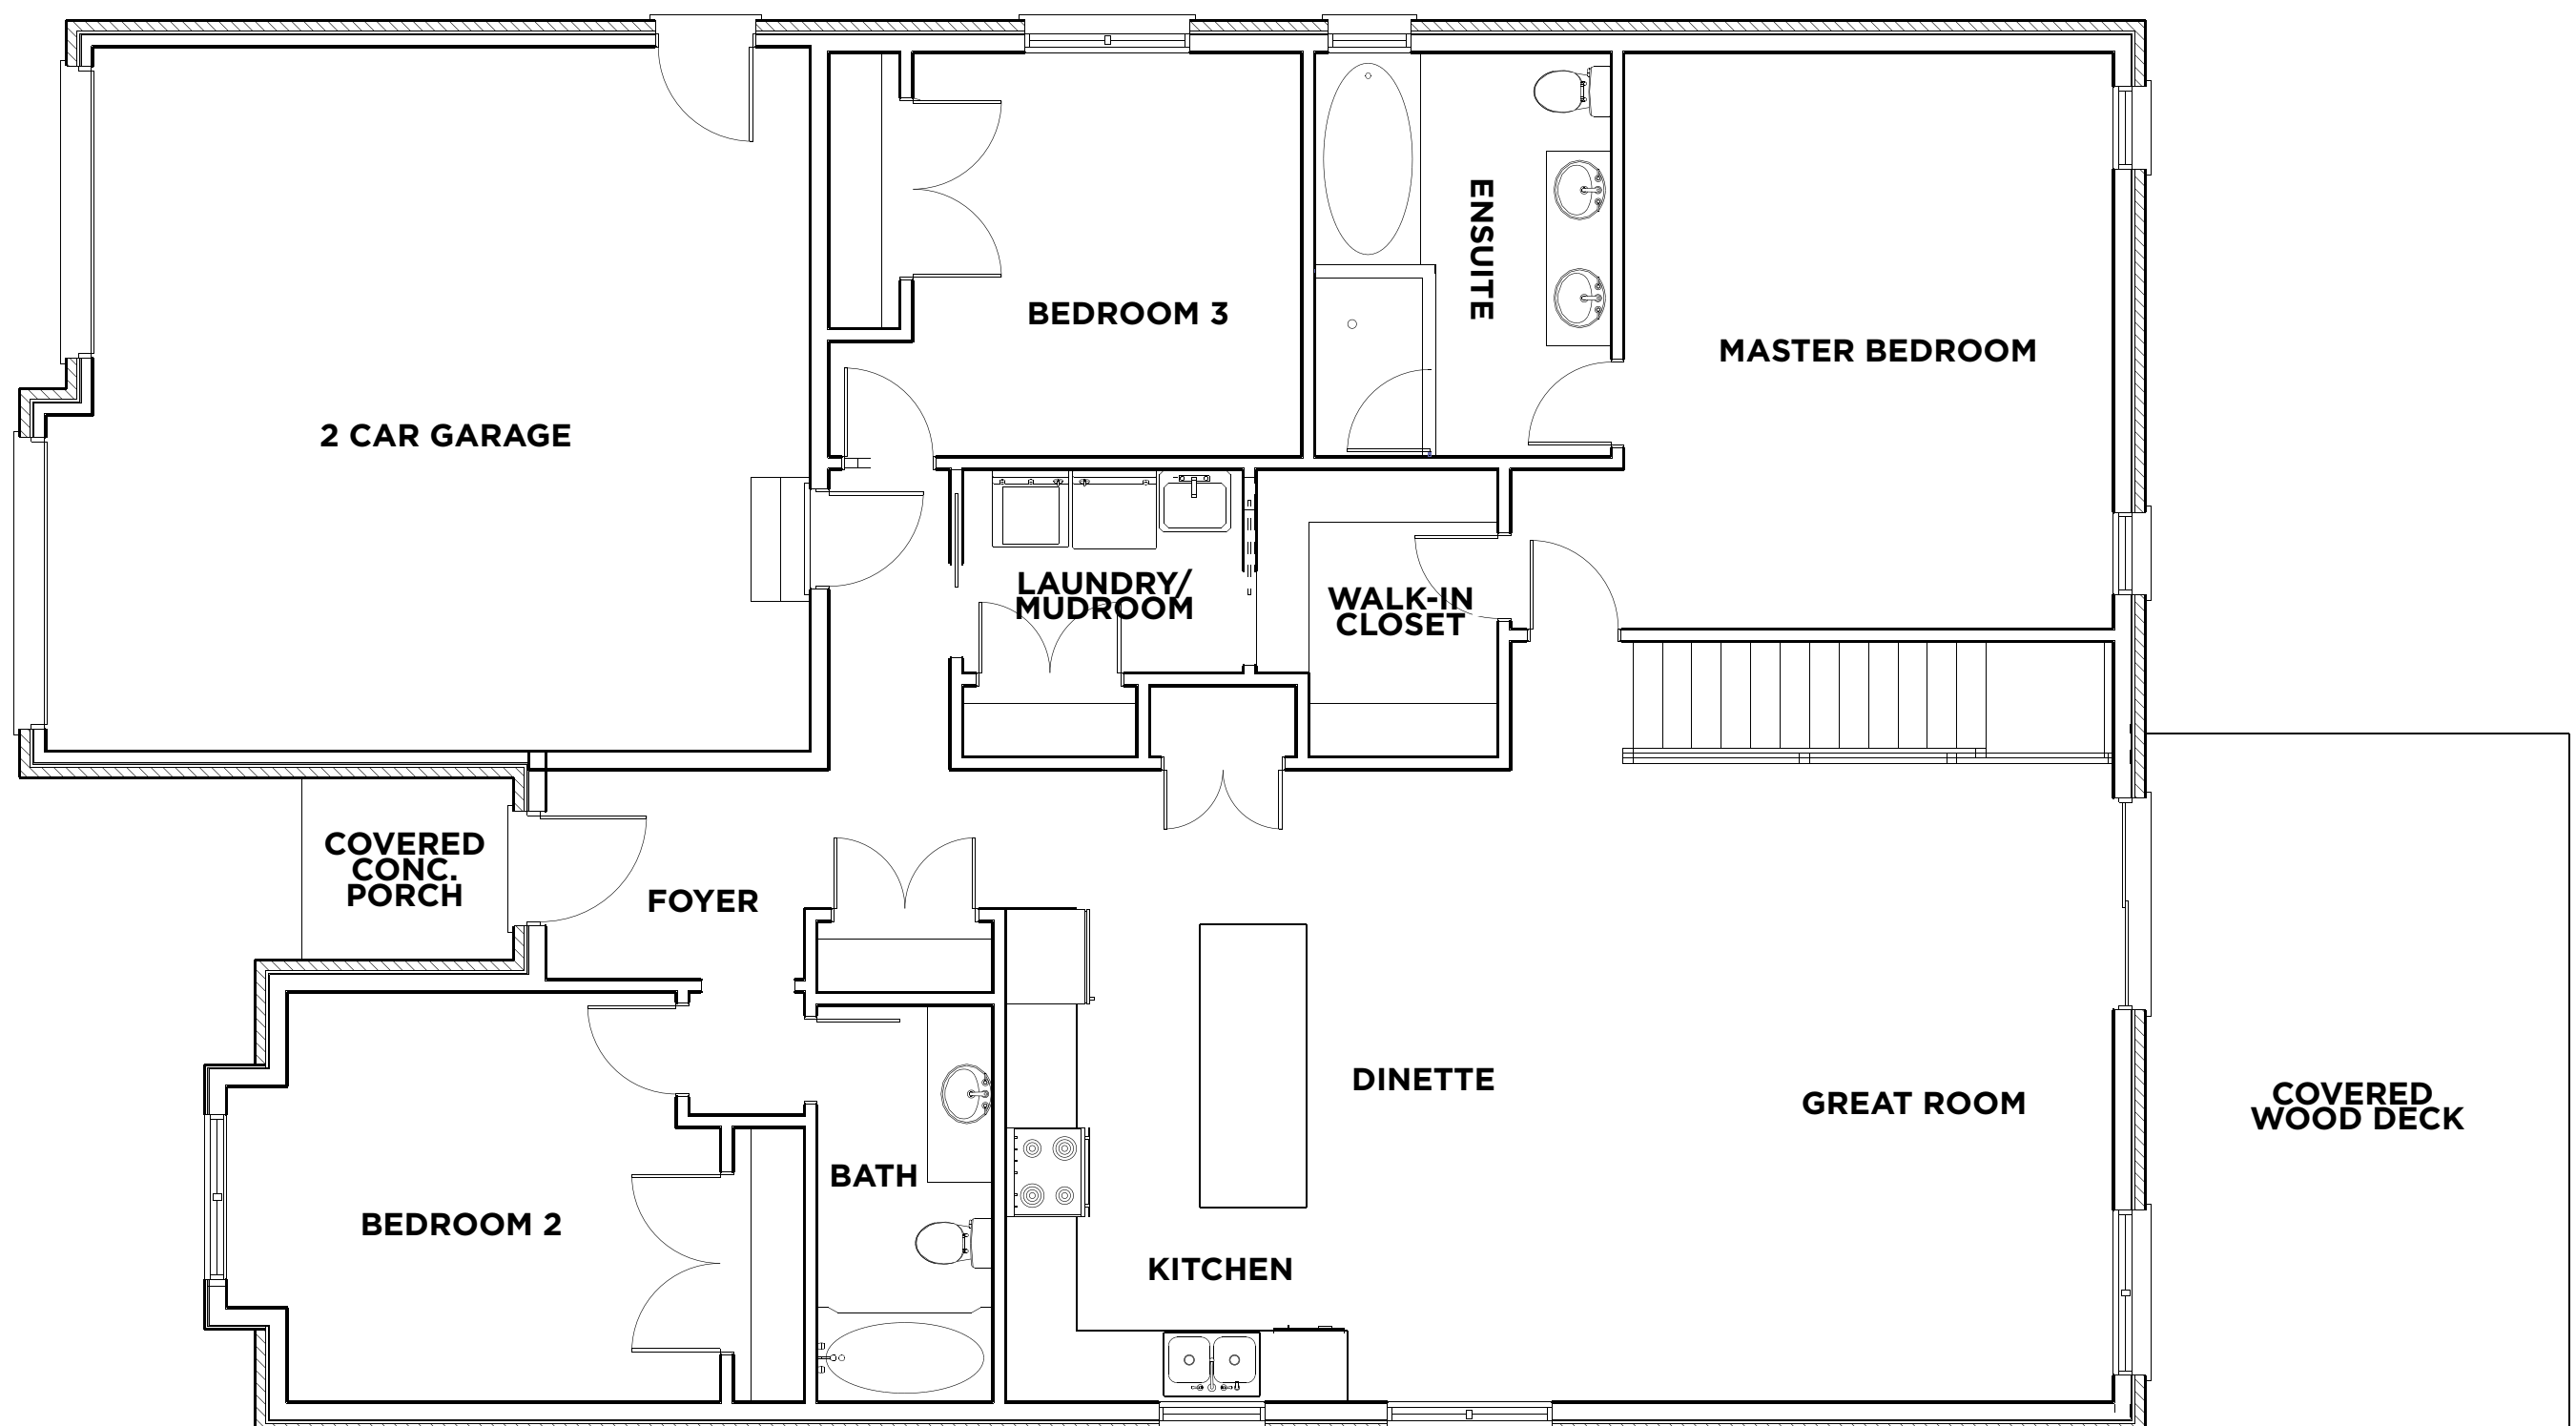 ENSUITE
BEDROOM 3
MASTER BEDROOM
2 CAR GARAGE
LAUNDRY/
MUDROOM
WALK-IN
CLOSET
COVERED
CONC.
PORCH
FOYER
DINETTE
GREAT ROOM
COVERED
WOOD DECK
BATH
BEDROOM 2
KITCHEN